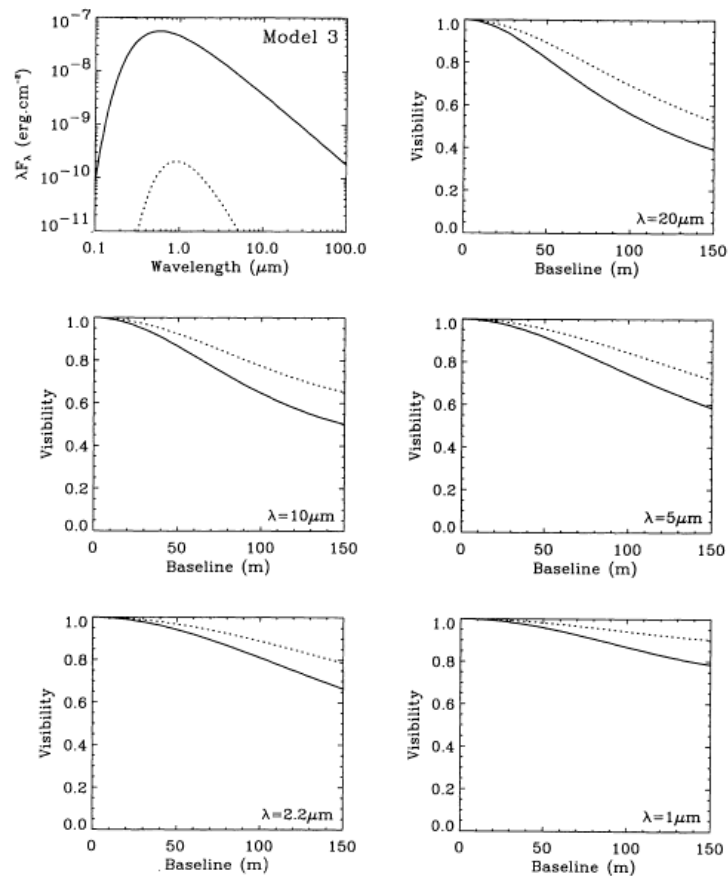 Model 3
λF_λ (erg.cm⁻²)
10⁻⁷
10⁻⁸
10⁻⁹
10⁻¹⁰
10⁻¹¹
0.1 1.0 10.0 100.0
Wavelength (μm)
Visibility
1.0
0.8
0.6
0.4
0.2
0.0
λ=20μm
0 50 100 150
Baseline (m)
Visibility
1.0
0.8
0.6
0.4
0.2
0.0
λ=10μm
0 50 100 150
Baseline (m)
Visibility
1.0
0.8
0.6
0.4
0.2
0.0
λ=5μm
0 50 100 150
Baseline (m)
Visibility
1.0
0.8
0.6
0.4
0.2
0.0
λ=2.2μm
0 50 100 150
Baseline (m)
Visibility
1.0
0.8
0.6
0.4
0.2
0.0
λ=1μm
0 50 100 150
Baseline (m)